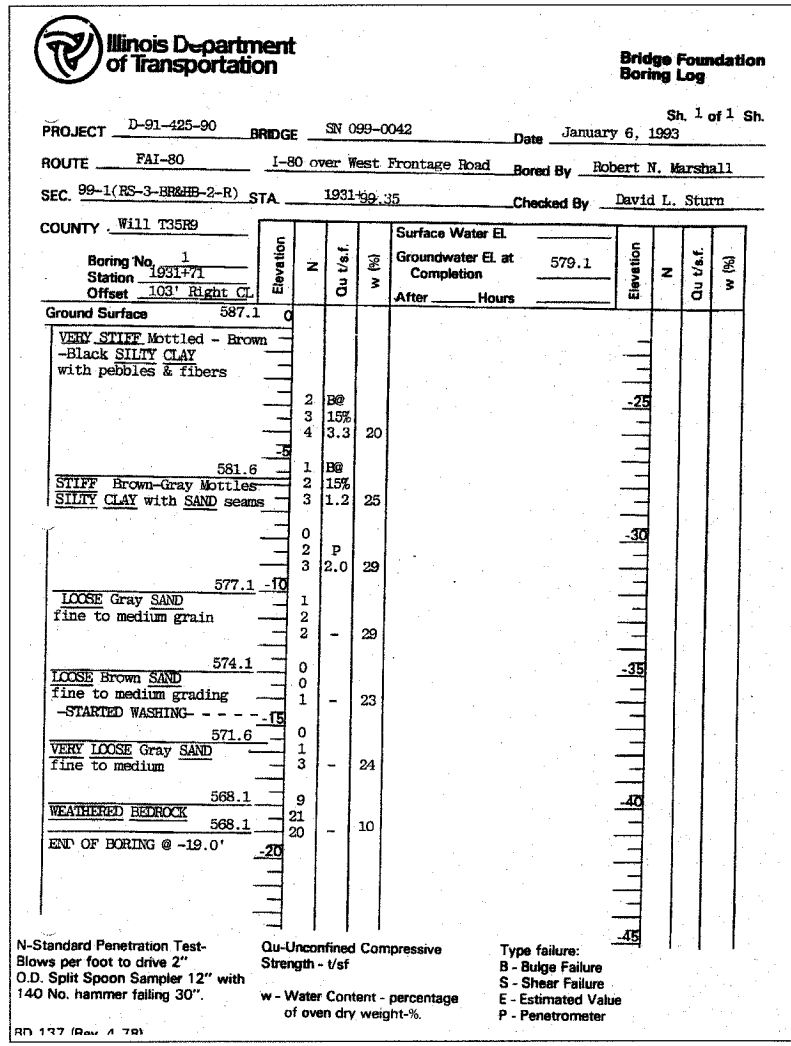 Illinois Department
of Transportation
Bridge Foundation
Boring Log
Sh. 1 of 1 Sh.
PROJECT D-91-425-90 BRIDGE SN 099-0042 Date January 6, 1993
ROUTE FAI-80 I-80 over West Frontage Road Bored By Robert N. Marshall
SEC. 99-1(RS-3-BR&HB-2-R) STA. 1931+99.35 Checked By David L. Sturn
COUNTY Will T35R9
Boring No. 1
Station 1931+71
Offset 103' Right CL
Elevation N Qu t/s.f. w (%)
Surface Water El.
Groundwater El. at
Completion 579.1
After Hours
Elevation N Qu t/s.f. w (%)
Ground Surface 587.1 0
VERY STIFF Mottled - Brown
-Black SILTY CLAY
with pebbles & fibers
2 B@ -25
3 15%
4 3.3 20
-5
581.6 1 B@
STIFF Brown-Gray Mottles 2 15%
SILTY CLAY with SAND seams 3 1.2 25
0 -30
2 P
3 2.0 29
577.1 -10
LOOSE Gray SAND 1
fine to medium grain 2
2 - 29
574.1 0 -35
LOOSE Brown SAND 0
fine to medium grading 1 - 23
-STARTED WASHING- - - - - -15
571.6 0
VERY LOOSE Gray SAND 1
fine to medium 3 - 24
568.1 9 -40
WEATHERED BEDROCK 21
568.1 20 - 10
END OF BORING @ -19.0' -20
-45
N-Standard Penetration Test-
Blows per foot to drive 2"
O.D. Split Spoon Sampler 12" with
140 No. hammer falling 30".
Qu-Unconfined Compressive
Strength - t/sf
w - Water Content - percentage
of oven dry weight-%.
Type failure:
B - Bulge Failure
S - Shear Failure
E - Estimated Value
P - Penetrometer
BD 137 (Rev. 4 78)